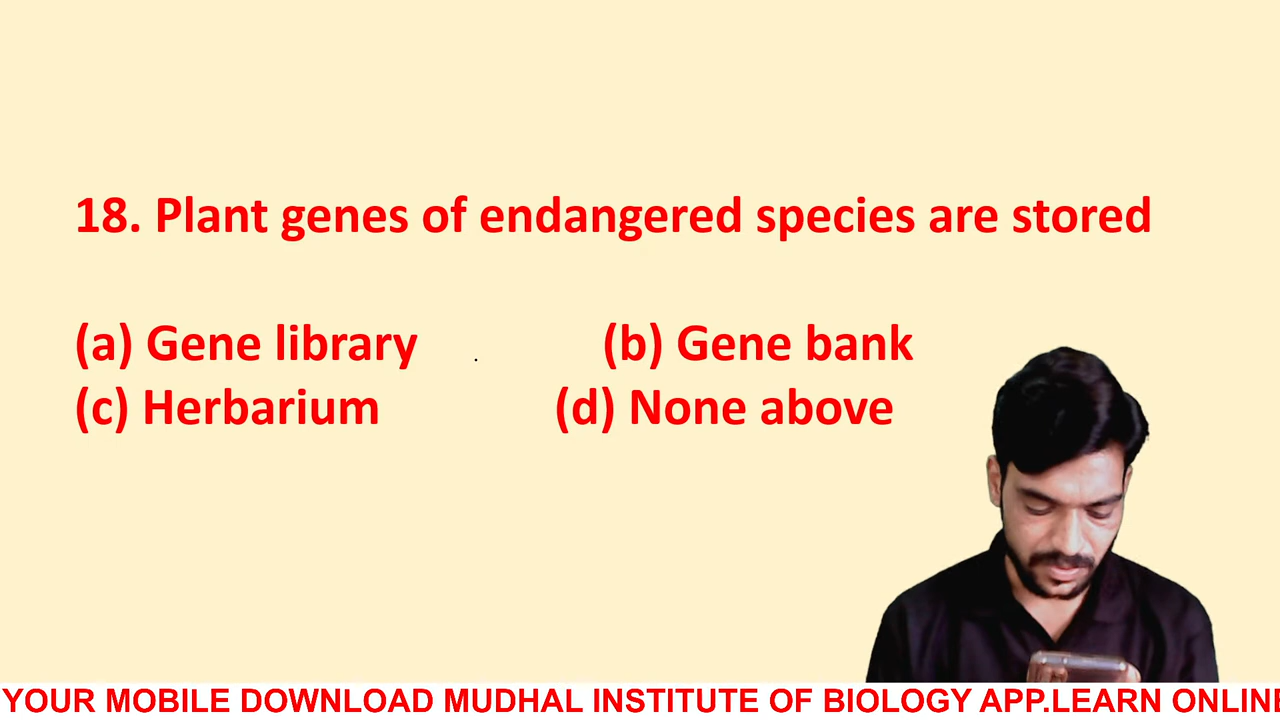 18. Plant genes of endangered species are stored
(a) Gene library (b) Gene bank
(c) Herbarium (d) None above
YOUR MOBILE DOWNLOAD MUDHAL INSTITUTE OF BIOLOGY APP.LEARN ONLINE